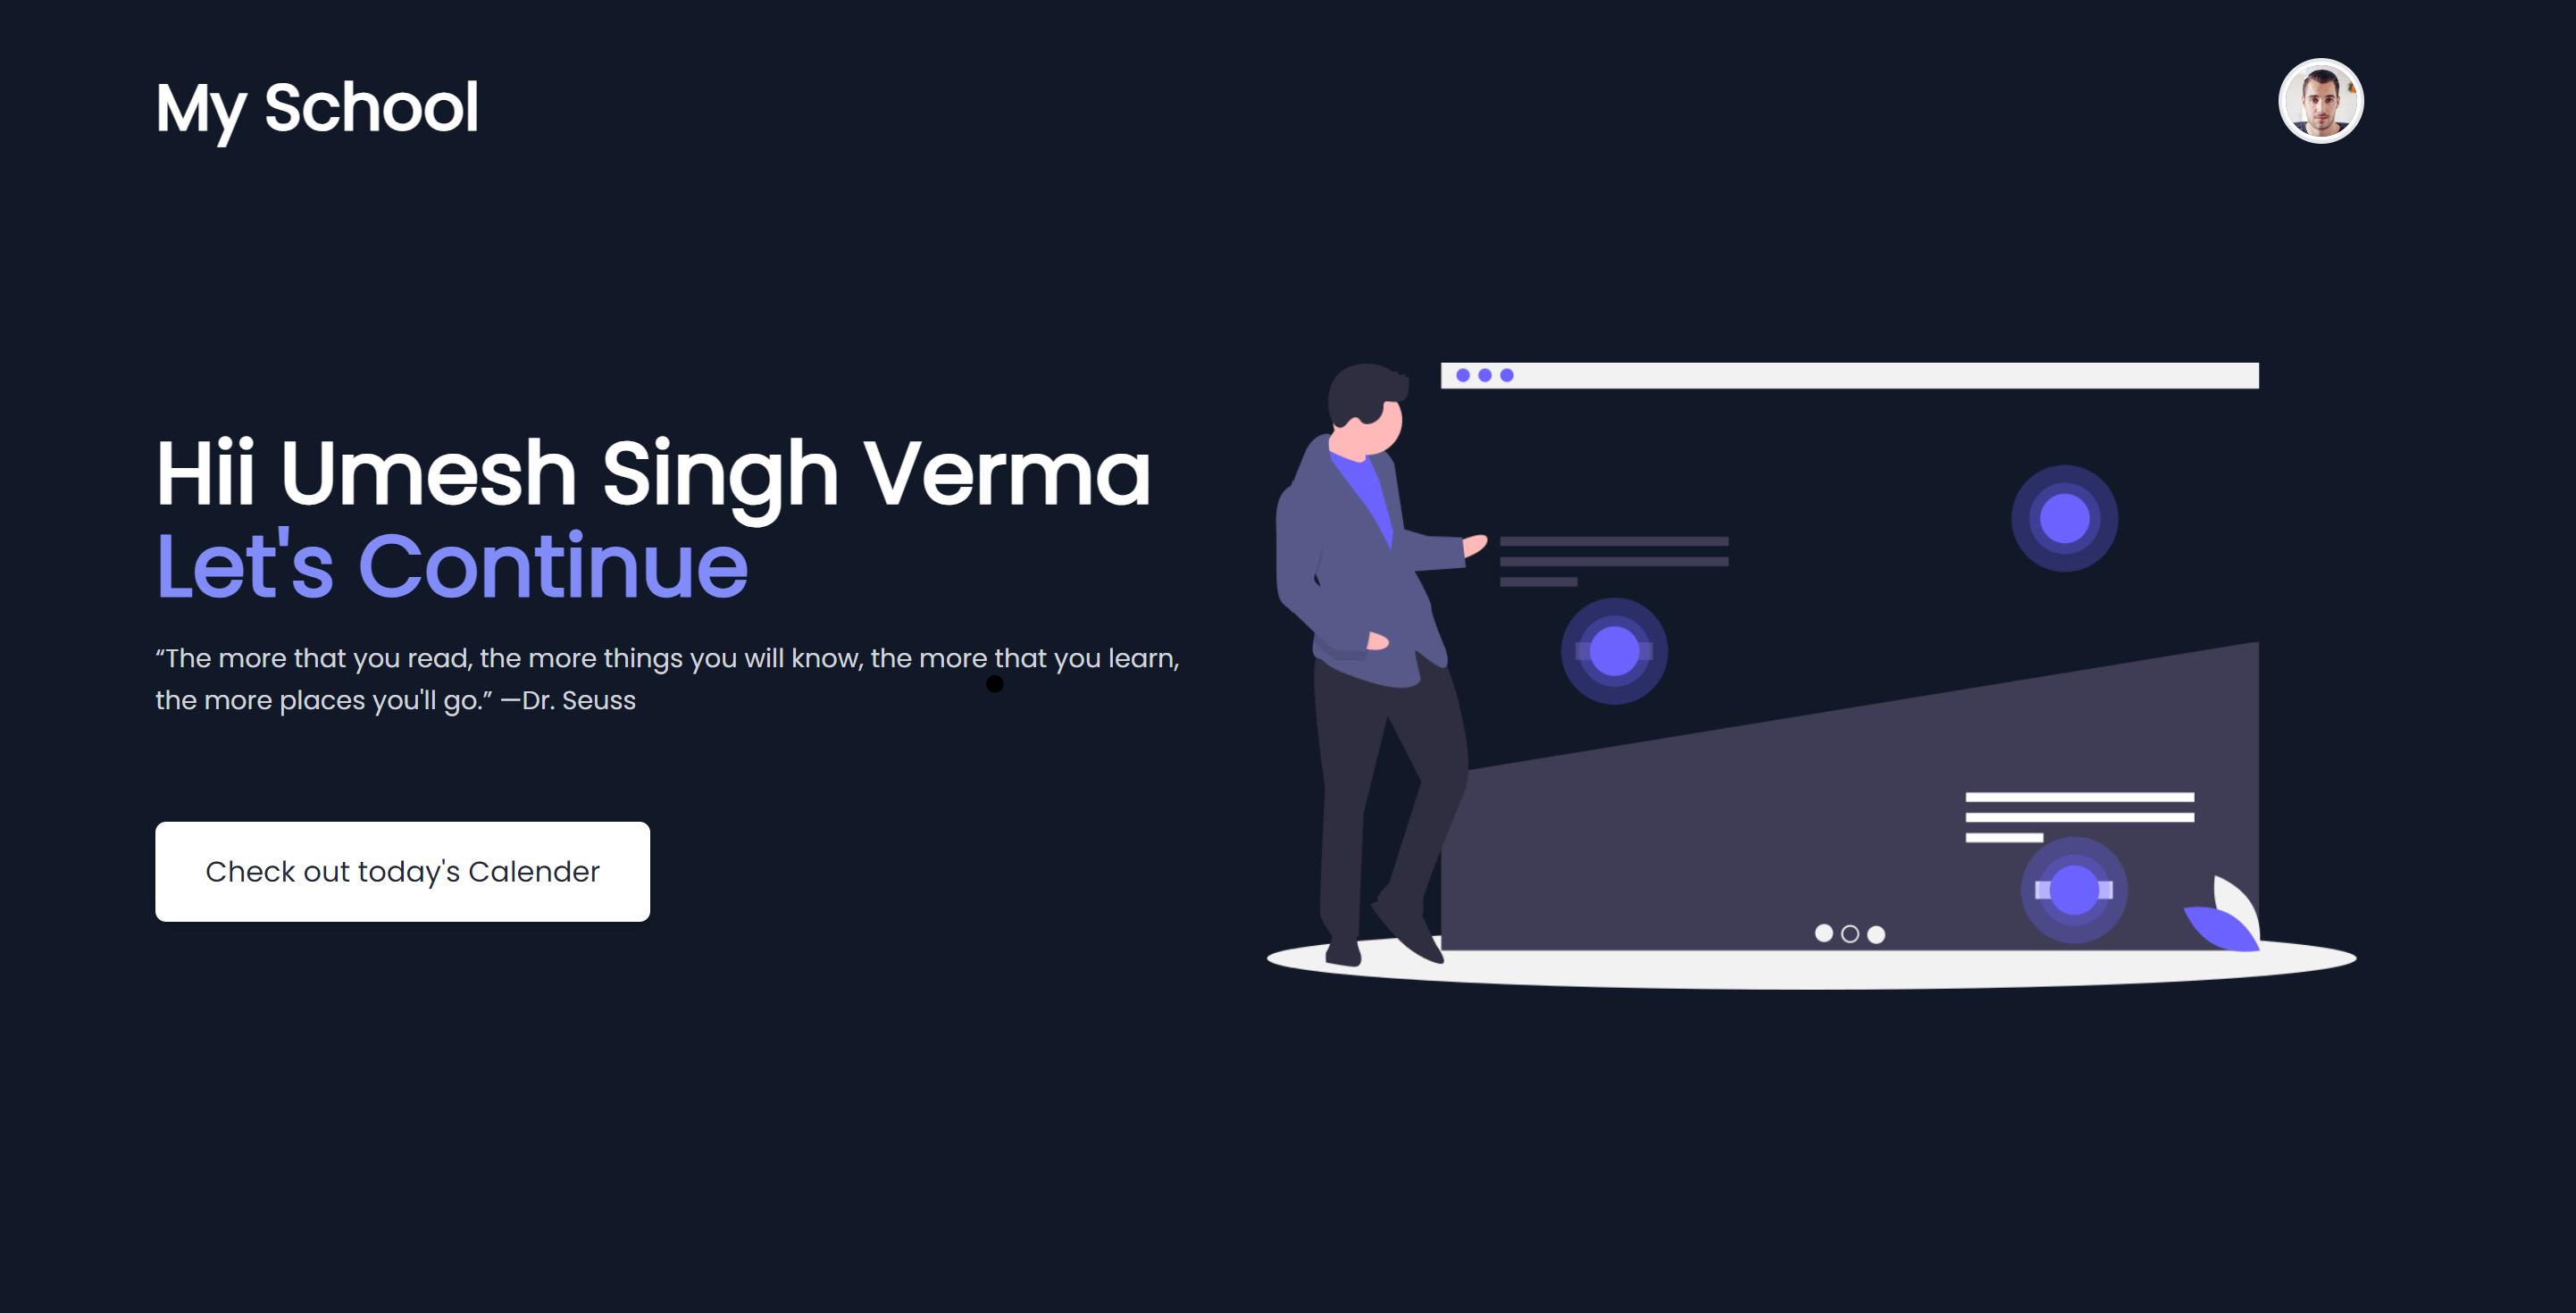 My School
Hii Umesh Singh Verma
Let's Continue
“The more that you read, the more things you will know, the more that you learn,
the more places you'll go.” —Dr. Seuss
Check out today's Calender